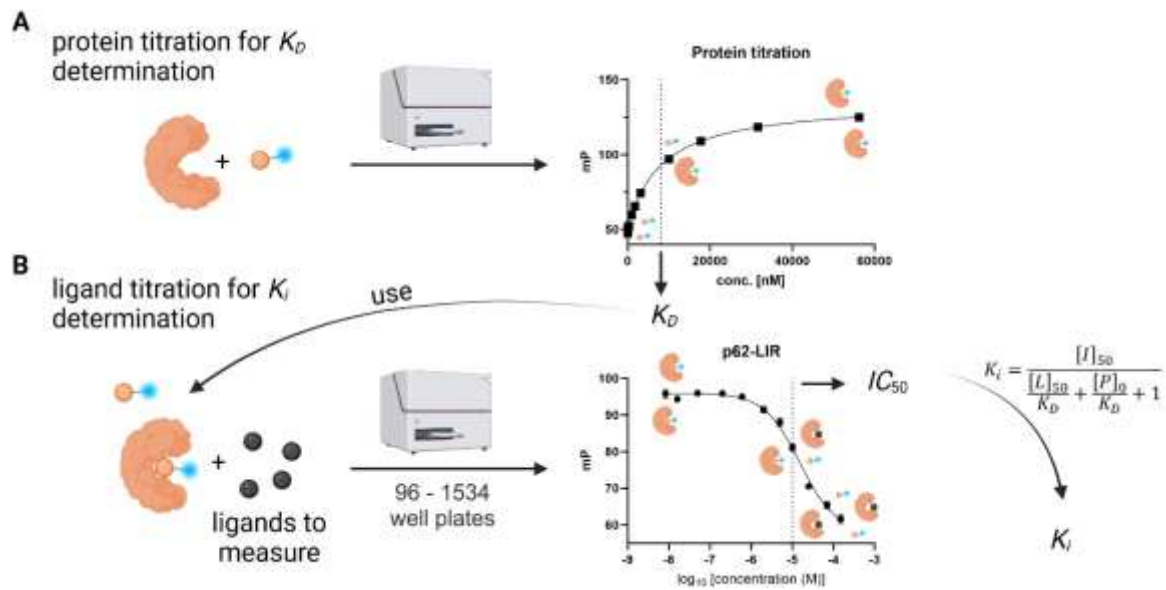 A
protein titration for K_D
determination
+
Protein titration
150
100
50
mP
0 20000 40000 60000
conc. [nM]
B
ligand titration for K_i
determination
use
K_D
+
ligands to
measure
96 - 1534
well plates
p62-LIR
100
90
80
70
60
mP
-9 -8 -7 -6 -5 -4 -3
log₁₀ [concentration (M)]
IC₅₀
K_i = [I]₅₀ / ([L]₅₀/K_D + [P]₀/K_D + 1)
K_i